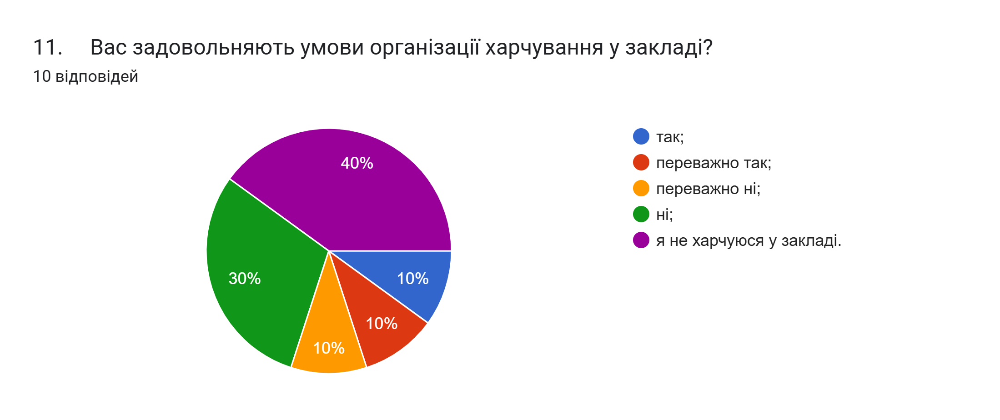 11. Вас задовольняють умови організації харчування у закладі?
10 відповідей
40%
30%
10%
10%
10%
так;
переважно так;
переважно ні;
ні;
я не харчуюся у закладі.